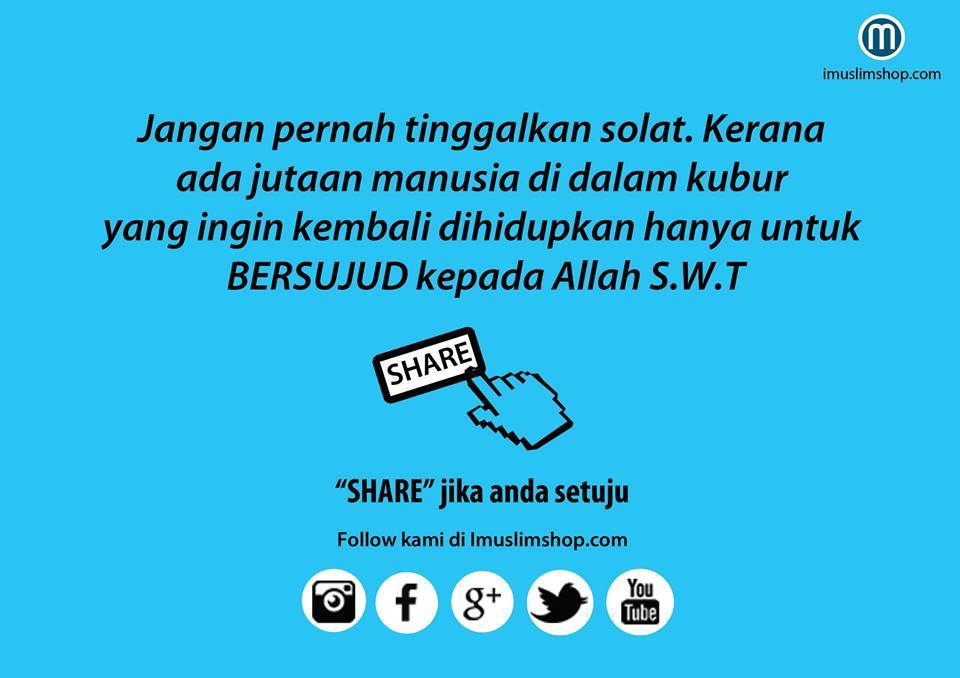 m
imuslimshop.com
Jangan pernah tinggalkan solat. Kerana
ada jutaan manusia di dalam kubur
yang ingin kembali dihidupkan hanya untuk
BERSUJUD kepada Allah S.W.T
SHARE
“SHARE” jika anda setuju
Follow kami di Imuslimshop.com
f g+ You
Tube